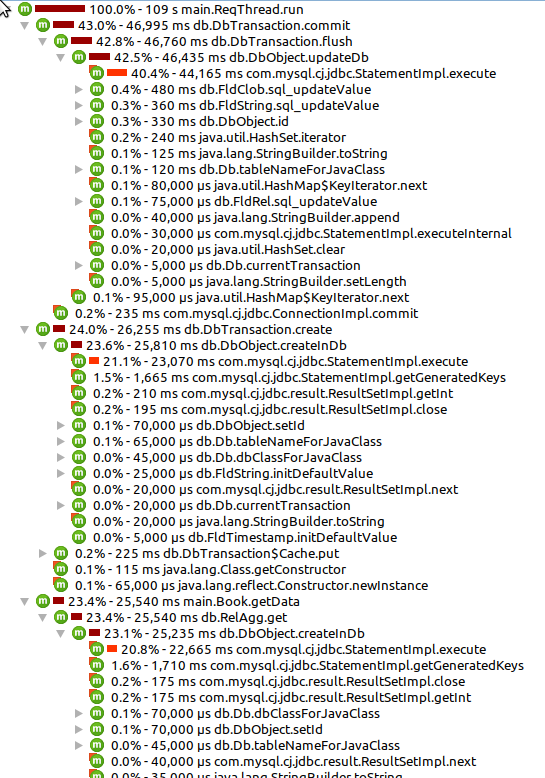 100.0% - 109 s main.ReqThread.run
43.0% - 46,995 ms db.DbTransaction.commit
42.8% - 46,760 ms db.DbTransaction.flush
42.5% - 46,435 ms db.DbObject.updateDb
m 40.4% - 44,165 ms com.mysql.cj.jdbc.StatementImpl.execute
m 0.4% - 480 ms db.FldClob.sql_updateValue
m 0.3% - 360 ms db.FldString.sql_updateValue
m 0.3% - 330 ms db.DbObject.id
m 0.2% - 240 ms java.util.HashSet.iterator
m 0.1% - 125 ms java.lang.StringBuilder.toString
m 0.1% - 120 ms db.Db.tableNameForJavaClass
m 0.1% - 80,000 µs java.util.HashMap$KeyIterator.next
m 0.1% - 75,000 µs db.FldRel.sql_updateValue
m 0.0% - 40,000 µs java.lang.StringBuilder.append
m 0.0% - 30,000 µs com.mysql.cj.jdbc.StatementImpl.executeInternal
m 0.0% - 20,000 µs java.util.HashSet.clear
m 0.0% - 5,000 µs db.Db.currentTransaction
m 0.0% - 5,000 µs java.lang.StringBuilder.setLength
m 0.1% - 95,000 µs java.util.HashMap$KeyIterator.next
m 0.2% - 235 ms com.mysql.cj.jdbc.ConnectionImpl.commit
m 24.0% - 26,255 ms db.DbTransaction.create
m 23.6% - 25,810 ms db.DbObject.createInDb
m 21.1% - 23,070 ms com.mysql.cj.jdbc.StatementImpl.execute
m 1.5% - 1,665 ms com.mysql.cj.jdbc.StatementImpl.getGeneratedKeys
m 0.2% - 210 ms com.mysql.cj.jdbc.result.ResultSetImpl.getInt
m 0.2% - 195 ms com.mysql.cj.jdbc.result.ResultSetImpl.close
m 0.1% - 70,000 µs db.DbObject.setId
m 0.1% - 65,000 µs db.Db.tableNameForJavaClass
m 0.0% - 45,000 µs db.Db.dbClassForJavaClass
m 0.0% - 25,000 µs db.FldString.initDefaultValue
m 0.0% - 20,000 µs com.mysql.cj.jdbc.result.ResultSetImpl.next
m 0.0% - 20,000 µs db.Db.currentTransaction
m 0.0% - 20,000 µs java.lang.StringBuilder.toString
m 0.0% - 5,000 µs db.FldTimestamp.initDefaultValue
m 0.2% - 225 ms db.DbTransaction$Cache.put
m 0.1% - 115 ms java.lang.Class.getConstructor
m 0.1% - 65,000 µs java.lang.reflect.Constructor.newInstance
m 23.4% - 25,540 ms main.Book.getData
m 23.4% - 25,540 ms db.RelAgg.get
m 23.1% - 25,235 ms db.DbObject.createInDb
m 20.8% - 22,665 ms com.mysql.cj.jdbc.StatementImpl.execute
m 1.6% - 1,710 ms com.mysql.cj.jdbc.StatementImpl.getGeneratedKeys
m 0.2% - 175 ms com.mysql.cj.jdbc.result.ResultSetImpl.close
m 0.2% - 175 ms com.mysql.cj.jdbc.result.ResultSetImpl.getInt
m 0.1% - 70,000 µs db.Db.dbClassForJavaClass
m 0.1% - 70,000 µs db.DbObject.setId
m 0.0% - 45,000 µs db.Db.tableNameForJavaClass
m 0.0% - 40,000 µs com.mysql.cj.jdbc.result.ResultSetImpl.next
0.0% - 35,000 µs java.lang.StringBuilder.toString